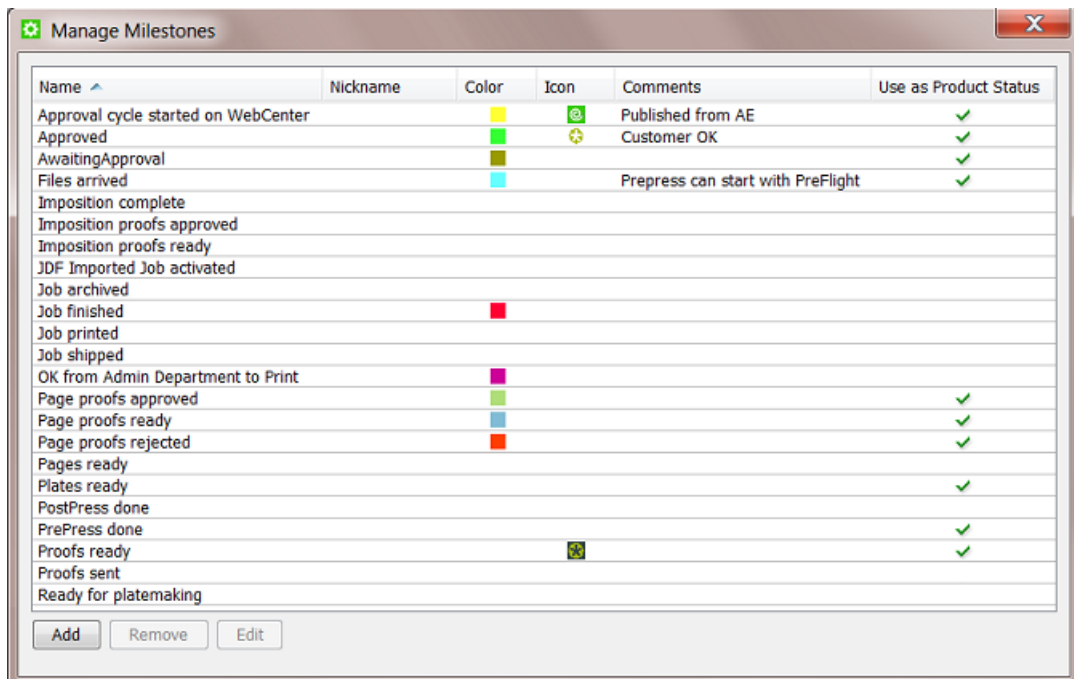 Manage Milestones
Name Nickname Color Icon Comments Use as Product Status
Approval cycle started on WebCenter Published from AE
Approved Customer OK
AwaitingApproval
Files arrived Prepress can start with PreFlight
Imposition complete
Imposition proofs approved
Imposition proofs ready
JDF Imported Job activated
Job archived
Job finished
Job printed
Job shipped
OK from Admin Department to Print
Page proofs approved
Page proofs ready
Page proofs rejected
Pages ready
Plates ready
PostPress done
PrePress done
Proofs ready
Proofs sent
Ready for platemaking
Add Remove Edit